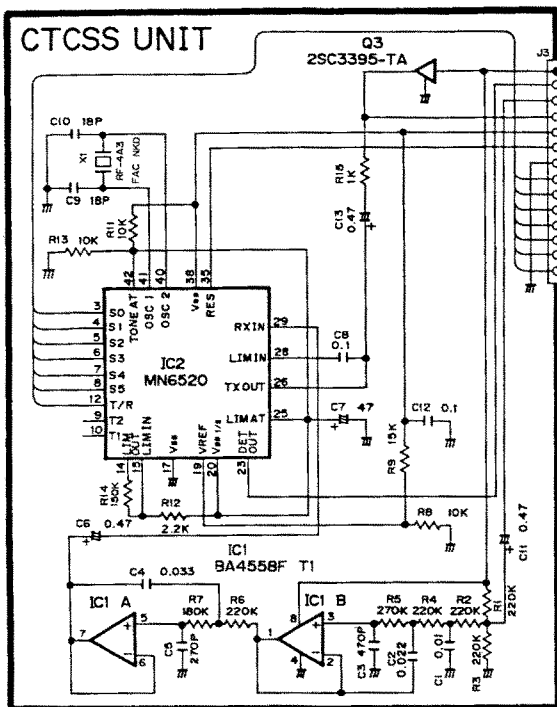 CTCSS UNIT
Q3
2SC3395-TA
J3
C10 18P
X1
RF-4A3
FAC NKD
C9 18P
R11
10K
R13 10K
R15
1K
C13
0.47
42
41
40
38
35
TONEAT
OSC 1
OSC 2
RES
3 S0
4 S1
5 S2
6 S3
7 S4
8 S5
12 T/R
9 T2
10 T1
IC2
MN6520
RXIN 29
LIMIN 28
TXOUT 26
LIMAT 25
C8
0.1
C7 47
C12 0.1
LIM
OUT
LIMIN
Vss
VREF
DET
OUT
14
15
17
19
20
23
R14
150K
R12
2.2K
R9
15K
R8 10K
C6 0.47
C11 0.47
IC1
BA4558F T1
C4 0.033
IC1 A
R7
180K
R6
220K
IC1 B
R5
270K
R4
220K
R2
220K
R1
220K
R3
220K
7
5
6
C5
270P
1
8
3
4
2
C3 470P
C2
0.022
C1
0.01